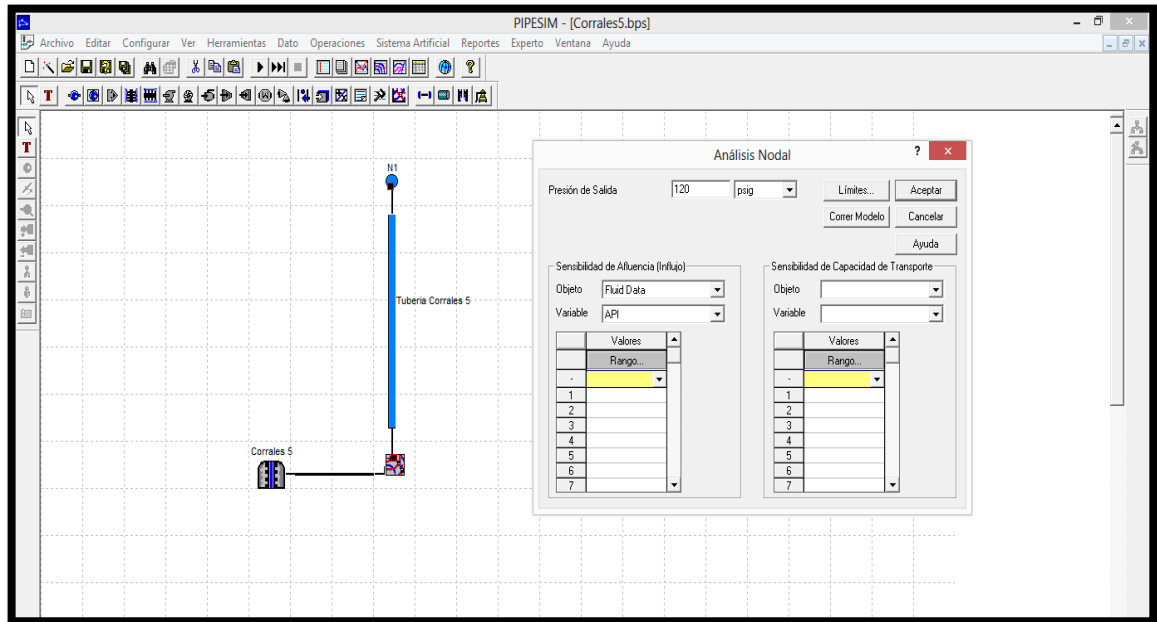 PIPESIM - [Corrales5.bps]
Archivo Editar Configurar Ver Herramientas Dato Operaciones Sistema Artificial Reportes Experto Ventana Ayuda
T
T
N1
Tuberia Corrales 5
Corrales 5
Análisis Nodal
?
Presión de Salida 120 psig Límites... Aceptar
Correr Modelo Cancelar
Ayuda
Sensibilidad de Afluencia (Influjo) Sensibilidad de Capacidad de Transporte
Objeto Fluid Data Objeto
Variable API Variable
Valores Valores
Rango... Rango...
- -
1 1
2 2
3 3
4 4
5 5
6 6
7 7